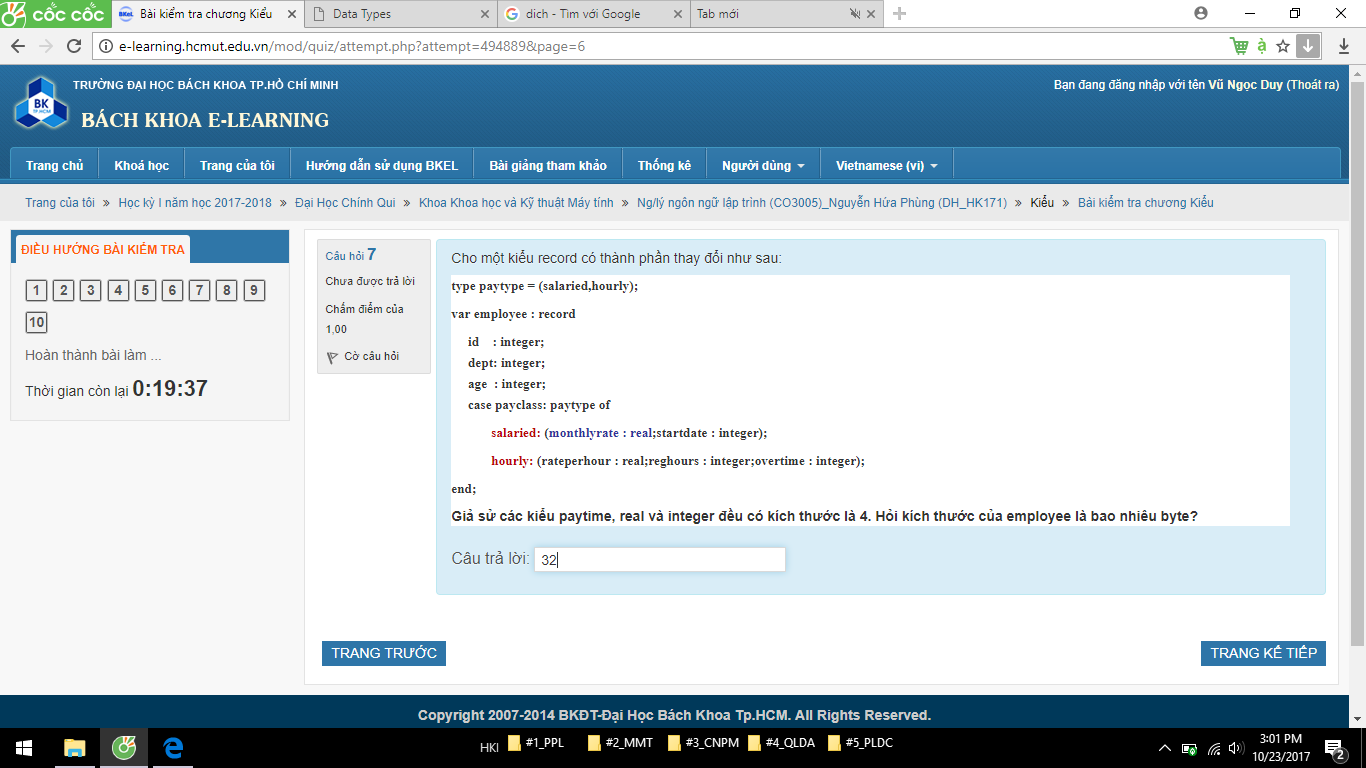 cốc cốc
Bài kiểm tra chương Kiểu
Data Types
dich - Tìm với Google
Tab mới
e-learning.hcmut.edu.vn/mod/quiz/attempt.php?attempt=494889&page=6
BK
TP.HCM
TRƯỜNG ĐẠI HỌC BÁCH KHOA TP.HỒ CHÍ MINH
Bạn đang đăng nhập với tên Vũ Ngọc Duy (Thoát ra)
BÁCH KHOA E-LEARNING
Trang chủ Khoá học Trang của tôi Hướng dẫn sử dụng BKEL Bài giảng tham khảo Thống kê Người dùng Vietnamese (vi)
Trang của tôi » Học kỳ I năm học 2017-2018 » Đại Học Chính Qui » Khoa Khoa học và Kỹ thuật Máy tính » Ng/lý ngôn ngữ lập trình (CO3005)_Nguyễn Hứa Phùng (DH_HK171) » Kiểu » Bài kiểm tra chương Kiểu
ĐIỀU HƯỚNG BÀI KIỂM TRA
1 2 3 4 5 6 7 8 9
10
Hoàn thành bài làm ...
Thời gian còn lại 0:19:37
Câu hỏi 7
Chưa được trả lời
Chấm điểm của
1,00
Cờ câu hỏi
Cho một kiểu record có thành phần thay đổi như sau:
type paytype = (salaried,hourly);
var employee : record
id : integer;
dept: integer;
age : integer;
case payclass: paytype of
salaried: (monthlyrate : real;startdate : integer);
hourly: (rateperhour : real;reghours : integer;overtime : integer);
end;
Giả sử các kiểu paytime, real và integer đều có kích thước là 4. Hỏi kích thước của employee là bao nhiêu byte?
Câu trả lời: 32
TRANG TRƯỚC
TRANG KẾ TIẾP
Copyright 2007-2014 BKĐT-Đại Học Bách Khoa Tp.HCM. All Rights Reserved.
HKI #1_PPL #2_MMT #3_CNPM #4_QLDA #5_PLDC
3:01 PM
10/23/2017
2